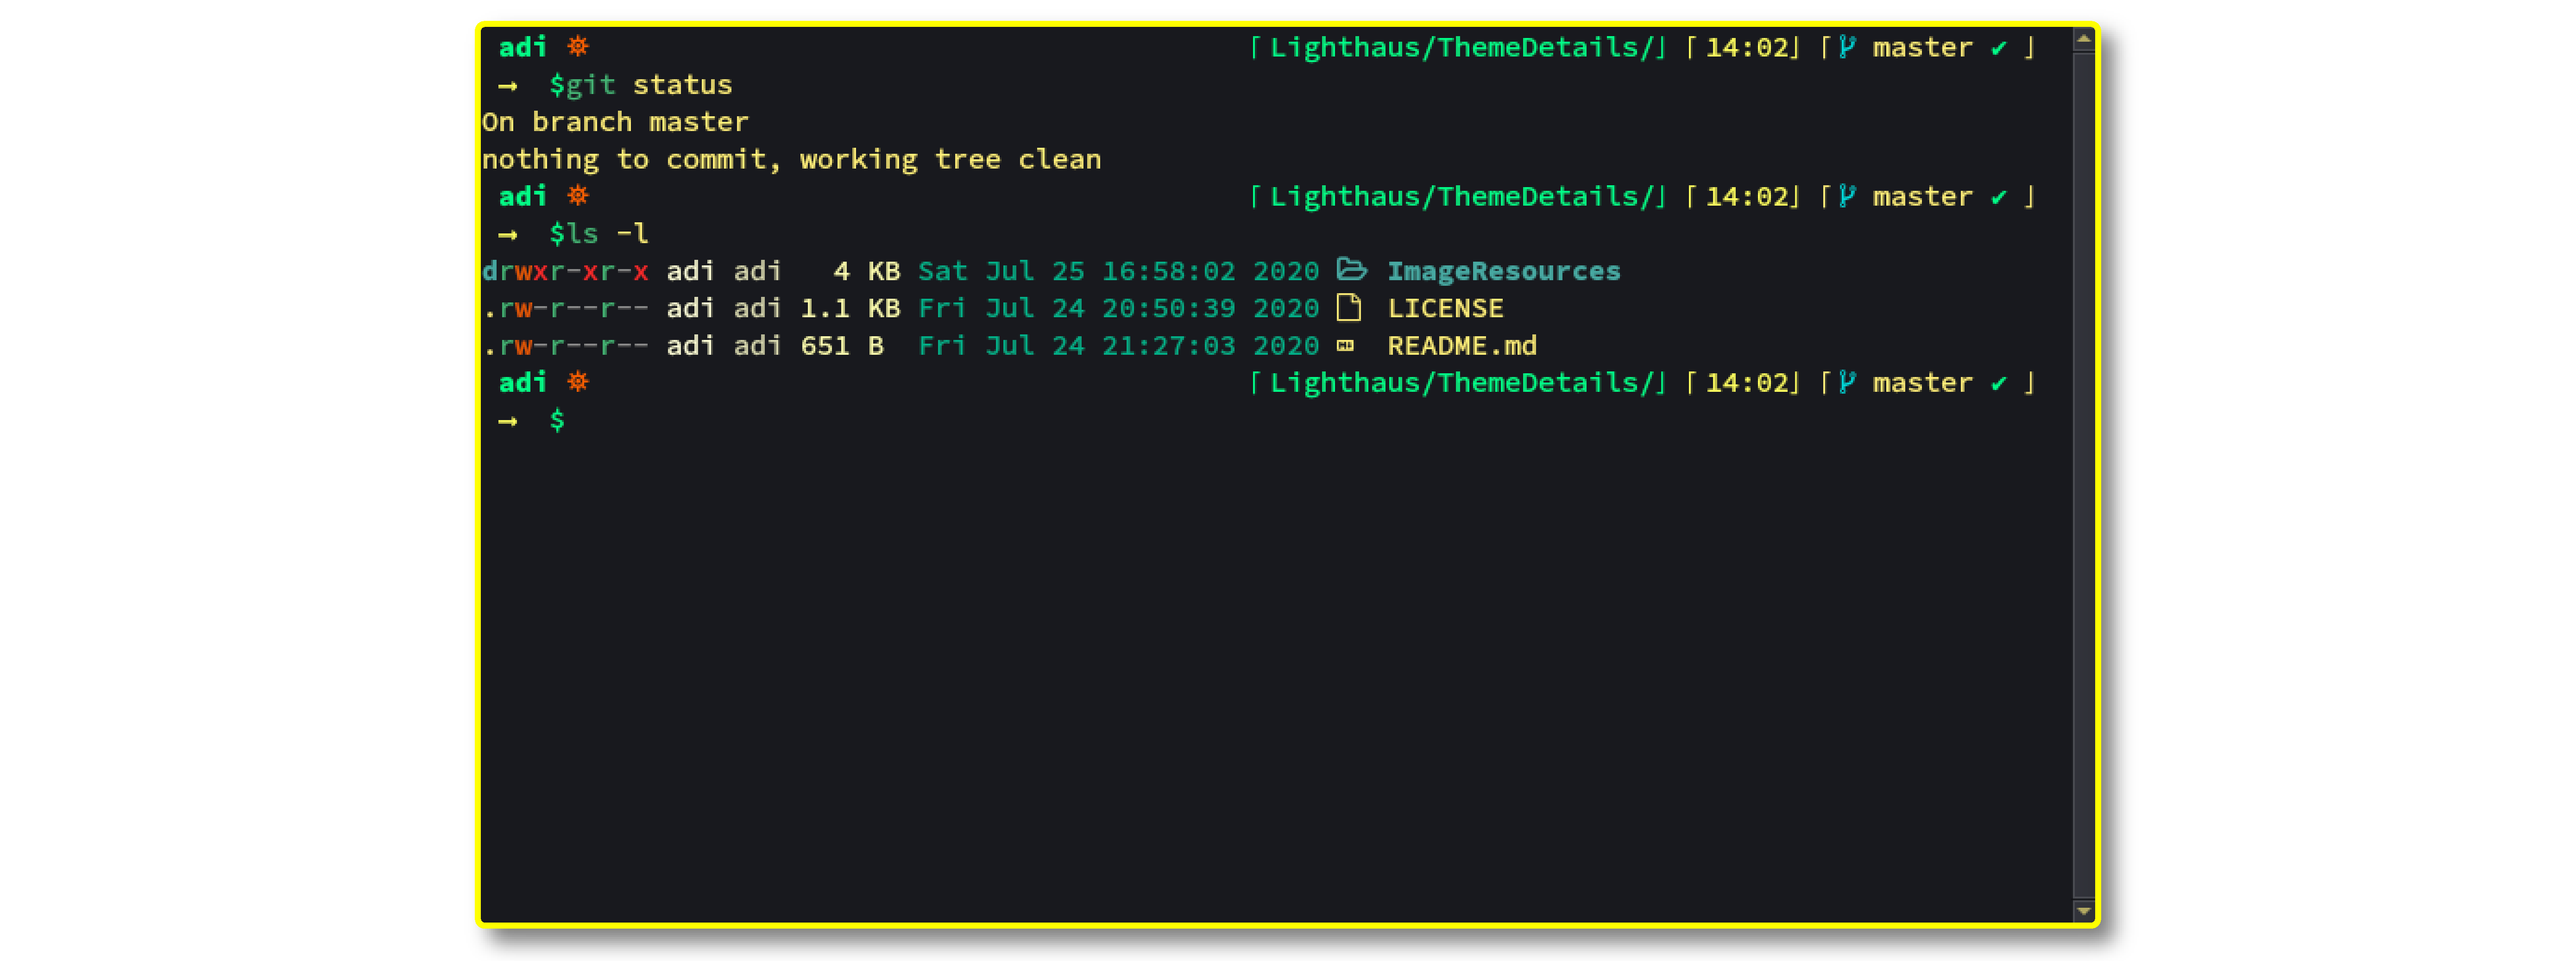 adi ⎈ ⌈Lighthaus/ThemeDetails/⌋ ⌈14:02⌋ ⌈ master ✔ ⌋
→ $git status
On branch master
nothing to commit, working tree clean
adi ⎈ ⌈Lighthaus/ThemeDetails/⌋ ⌈14:02⌋ ⌈ master ✔ ⌋
→ $ls -l
drwxr-xr-x adi adi 4 KB Sat Jul 25 16:58:02 2020 ImageResources
.rw-r--r-- adi adi 1.1 KB Fri Jul 24 20:50:39 2020 LICENSE
.rw-r--r-- adi adi 651 B Fri Jul 24 21:27:03 2020 README.md
adi ⎈ ⌈Lighthaus/ThemeDetails/⌋ ⌈14:02⌋ ⌈ master ✔ ⌋
→ $